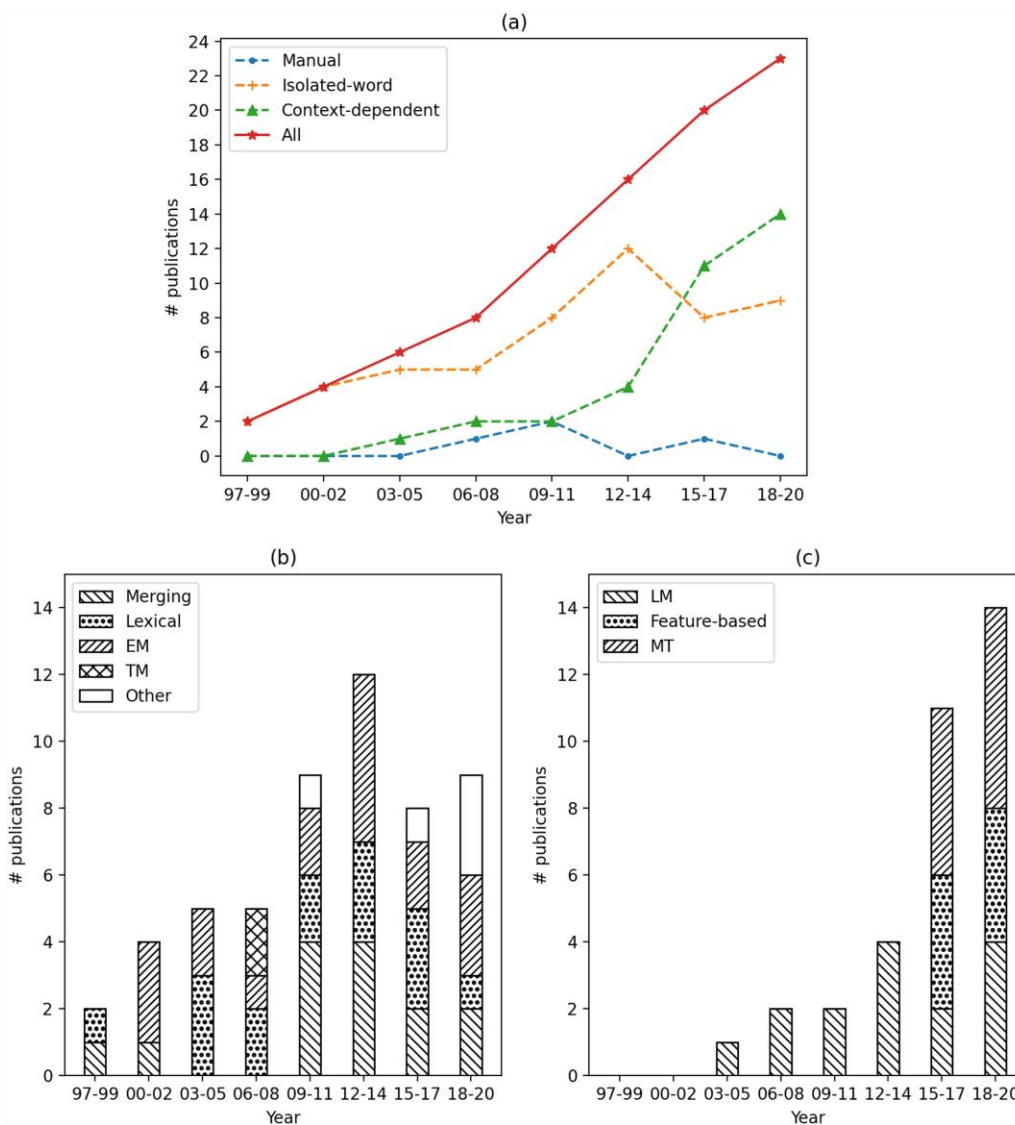 (a)
24
22
20
18
16
14
12
10
8
6
4
2
0
# publications
Manual
Isolated-word
Context-dependent
All
97-99 00-02 03-05 06-08 09-11 12-14 15-17 18-20
Year
(b)
14
12
10
8
6
4
2
0
# publications
Merging
Lexical
EM
TM
Other
97-99 00-02 03-05 06-08 09-11 12-14 15-17 18-20
Year
(c)
14
12
10
8
6
4
2
0
# publications
LM
Feature-based
MT
97-99 00-02 03-05 06-08 09-11 12-14 15-17 18-20
Year